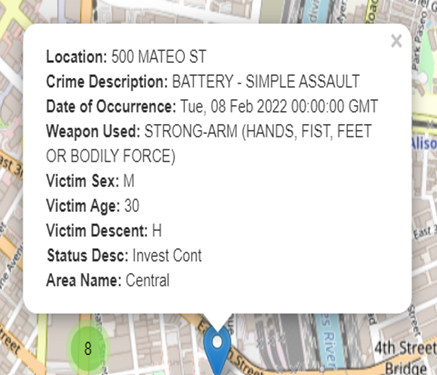 ×
Location: 500 MATEO ST
Crime Description: BATTERY - SIMPLE ASSAULT
Date of Occurrence: Tue, 08 Feb 2022 00:00:00 GMT
Weapon Used: STRONG-ARM (HANDS, FIST, FEET
OR BODILY FORCE)
Victim Sex: M
Victim Age: 30
Victim Descent: H
Status Desc: Invest Cont
Area Name: Central
8
4th Street
Bridge
East 3